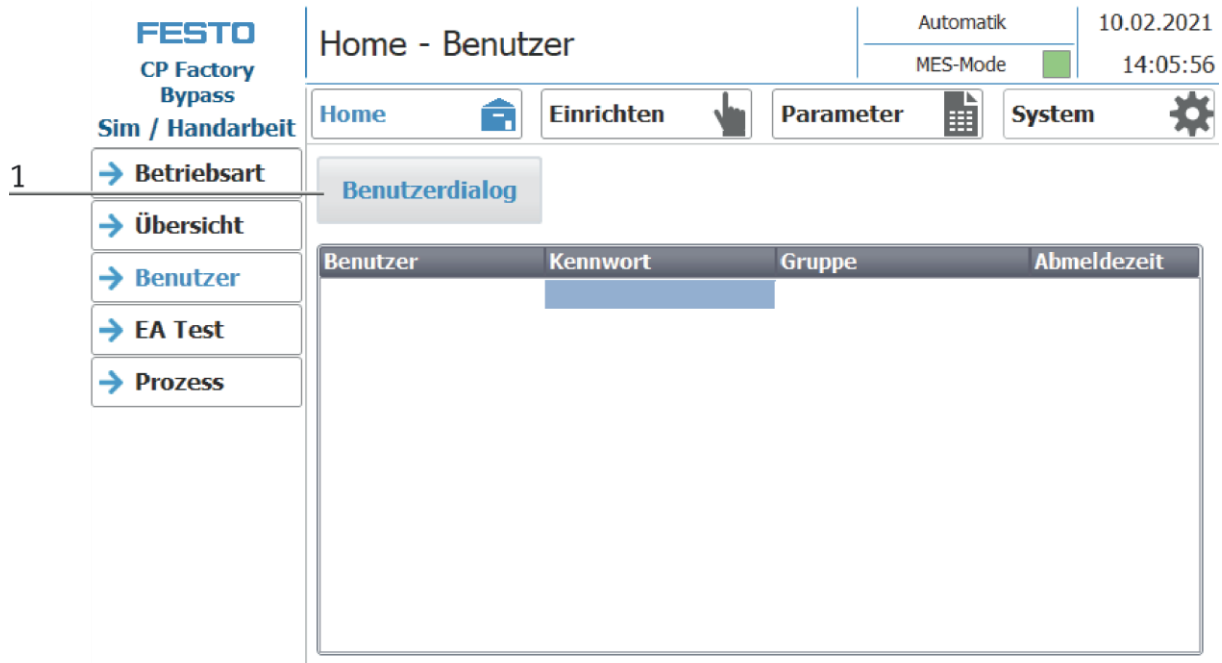 FESTO
CP Factory
Bypass
Sim / Handarbeit
Home - Benutzer
Automatik
MES-Mode
10.02.2021
14:05:56
Home
Einrichten
Parameter
System
1
Betriebsart
Übersicht
Benutzer
EA Test
Prozess
Benutzerdialog
Benutzer Kennwort Gruppe Abmeldezeit